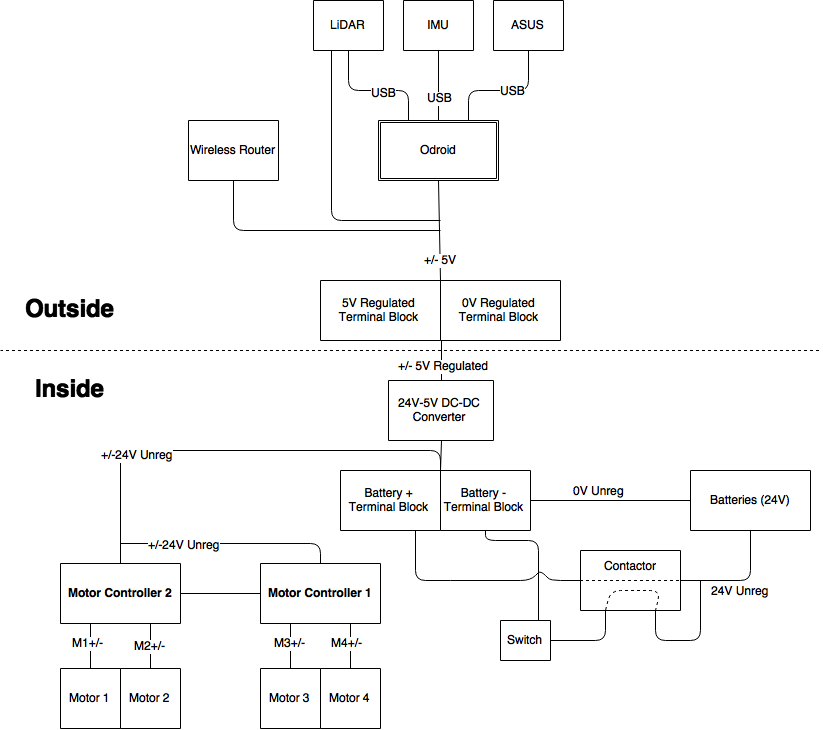 LiDAR
IMU
ASUS
USB
USB
USB
Wireless Router
Odroid
+/- 5V
5V Regulated
Terminal Block
0V Regulated
Terminal Block
Outside
+/- 5V Regulated
Inside
24V-5V DC-DC
Converter
+/-24V Unreg
Battery +
Terminal Block
Battery -
Terminal Block
0V Unreg
Batteries (24V)
+/-24V Unreg
Contactor
24V Unreg
Motor Controller 2
Motor Controller 1
Switch
M1+/-
M2+/-
M3+/-
M4+/-
Motor 1
Motor 2
Motor 3
Motor 4